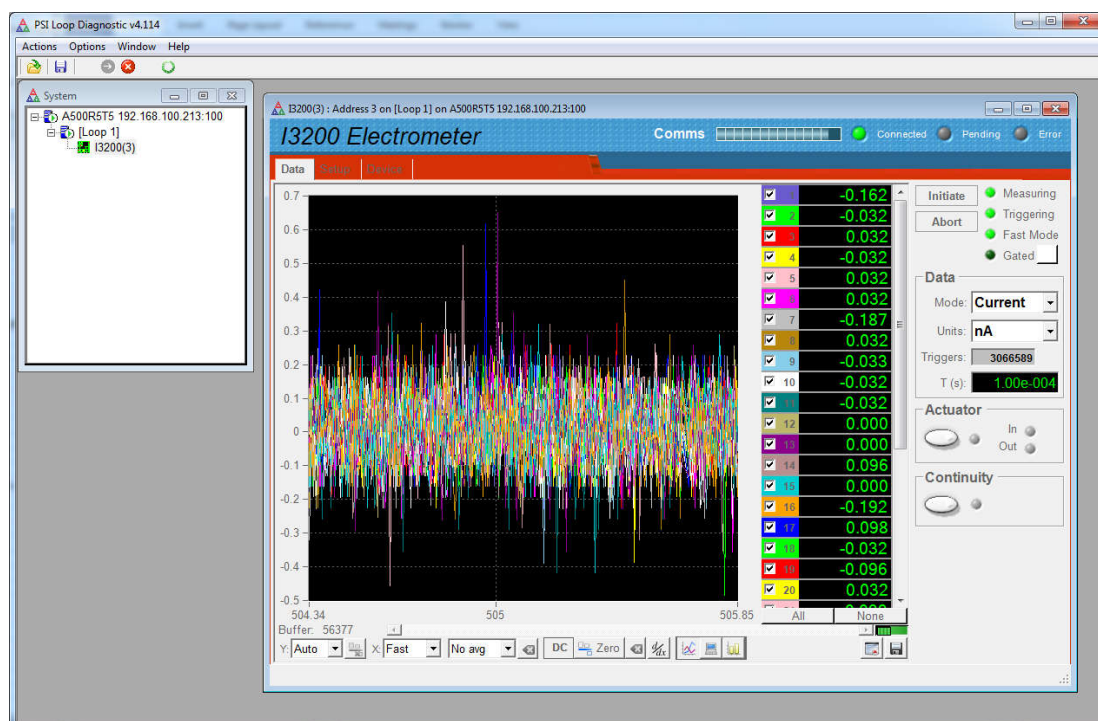 PSI Loop Diagnostic v4.114
Actions Options Window Help
System
A500R5T5 192.168.100.213:100
[Loop 1]
I3200(3)
I3200(3) : Address 3 on [Loop 1] on A500R5T5 192.168.100.213:100
I3200 Electrometer
Comms
Connected
Pending
Error
Data Setup Device
0.7
0.6
0.5
0.4
0.3
0.2
0.1
0
-0.1
-0.2
-0.3
-0.4
-0.5
504.34 505 505.85
1 -0.162
2 -0.032
3 0.032
4 -0.032
5 0.032
6 0.032
7 -0.187
8 0.032
9 -0.033
10 -0.032
11 -0.032
12 0.000
13 0.000
14 0.096
15 0.000
16 -0.192
17 0.098
18 -0.032
19 -0.096
20 0.032
All None
Initiate
Abort
Measuring
Triggering
Fast Mode
Gated
Data
Mode: Current
Units: nA
Triggers: 3066589
T (s): 1.00e-004
Actuator
In
Out
Continuity
Buffer: 56377
Y: Auto X: Fast No avg DC Zero d/dx